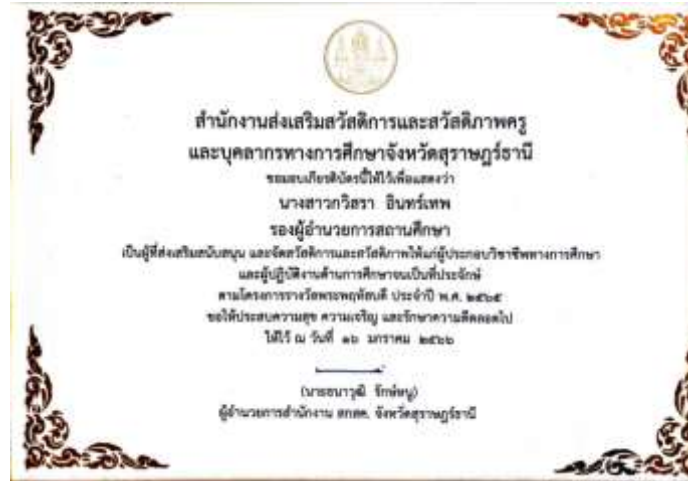 สำนักงานส่งเสริมสวัสดิการและสวัสดิภาพครู
และบุคลากรทางการศึกษาจังหวัดสุราษฎร์ธานี
ขอมอบเกียรติบัตรนี้ให้ไว้เพื่อแสดงว่า
นางสาวกวิสรา อินทร์เทพ
รองผู้อำนวยการสถานศึกษา
เป็นผู้ที่ส่งเสริมสนับสนุน และจัดสวัสดิการและสวัสดิภาพให้แก่ผู้ประกอบวิชาชีพทางการศึกษา
และผู้ปฏิบัติงานด้านการศึกษาจนเป็นที่ประจักษ์
ตามโครงการรางวัลพระพฤหัสบดี ประจำปี พ.ศ. ๒๕๖๕
ขอให้ประสบความสุข ความเจริญ และรักษาความดีตลอดไป
ให้ไว้ ณ วันที่ ๑๖ มกราคม ๒๕๖๖
(นายธนาวุฒิ รักษ์หนู)
ผู้อำนวยการสำนักงาน สกสค. จังหวัดสุราษฎร์ธานี